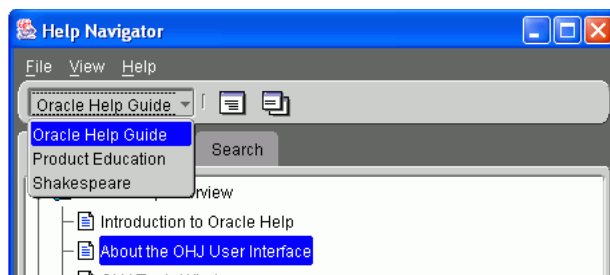 Help Navigator
File View Help
Oracle Help Guide
Oracle Help Guide
Product Education
Search
Shakespeare
Introduction to Oracle Help
About the OHJ User Interface